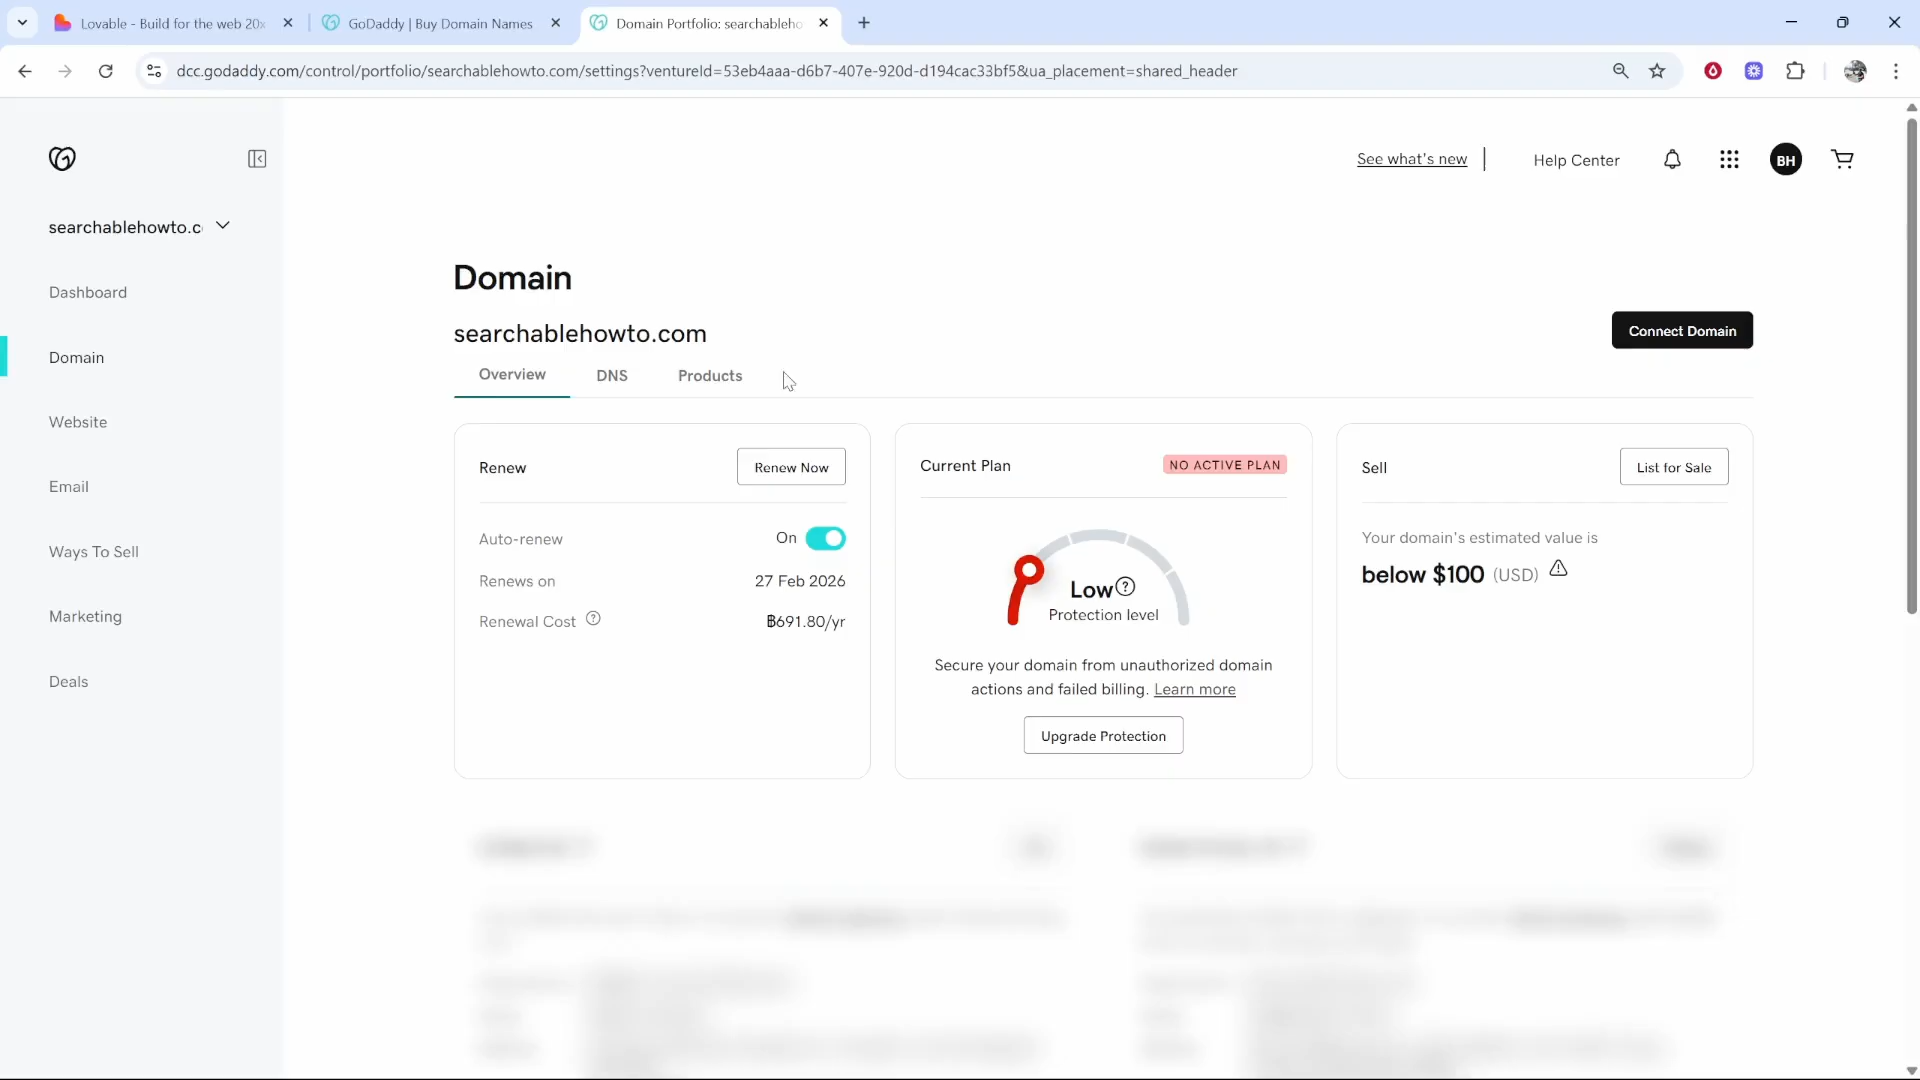 Lovable - Build for the web 20x
GoDaddy | Buy Domain Names
Domain Portfolio: searchableho
dcc.godaddy.com/control/portfolio/searchablehowto.com/settings?ventureId=53eb4aaa-d6b7-407e-920d-d194cac33bf5&ua_placement=shared_header
See what's new
Help Center
BH
searchablehowto.c
Dashboard
Domain
Website
Email
Ways To Sell
Marketing
Deals
Domain
searchablehowto.com
Connect Domain
Overview
DNS
Products
Renew
Renew Now
Auto-renew
On
Renews on
27 Feb 2026
Renewal Cost
฿691.80/yr
Current Plan
NO ACTIVE PLAN
Low
Protection level
Secure your domain from unauthorized domain
actions and failed billing. Learn more
Upgrade Protection
Sell
List for Sale
Your domain's estimated value is
below $100 (USD)